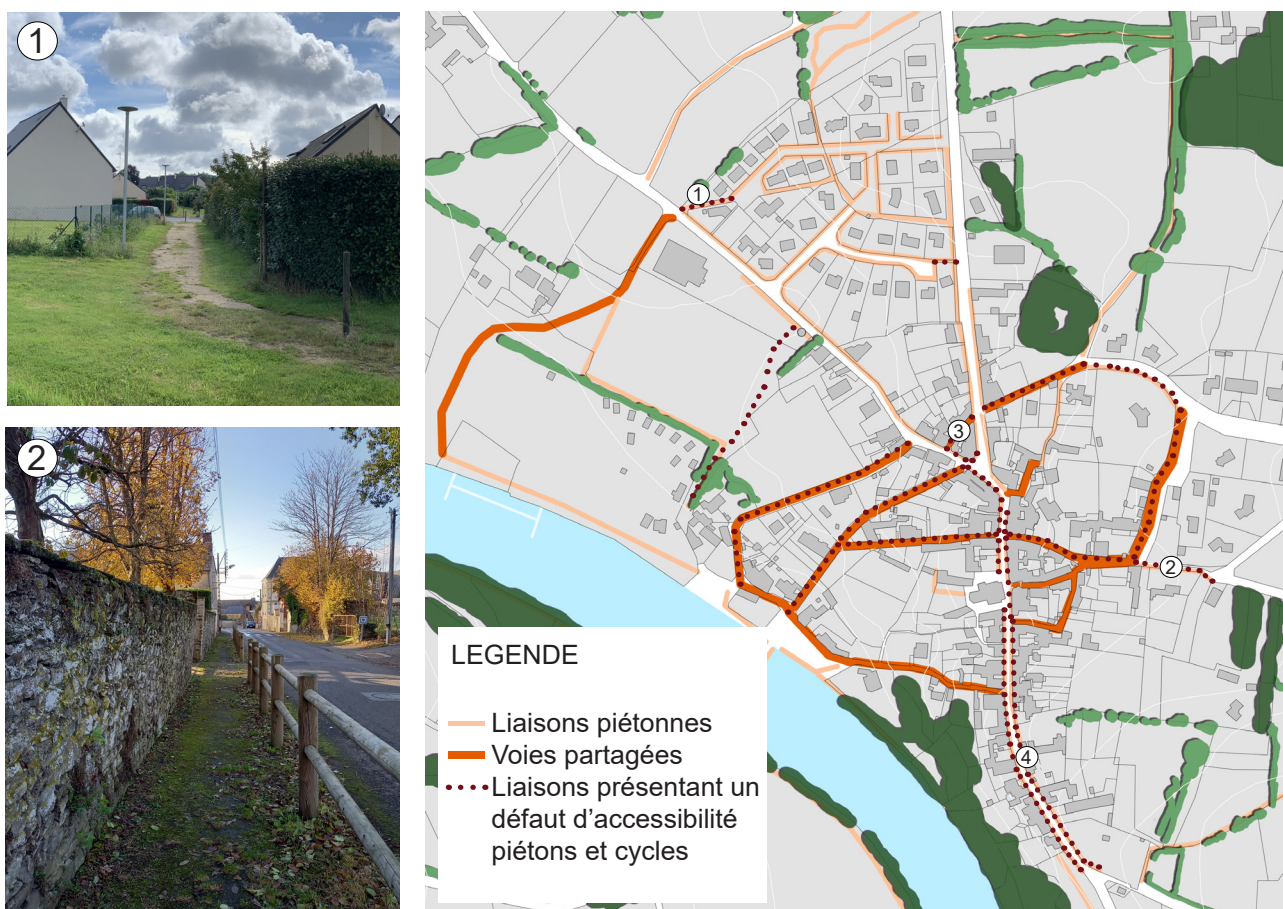 1
2
1
3
2
4
LEGENDE
Liaisons piétonnes
Voies partagées
Liaisons présentant un
défaut d'accessibilité
piétons et cycles